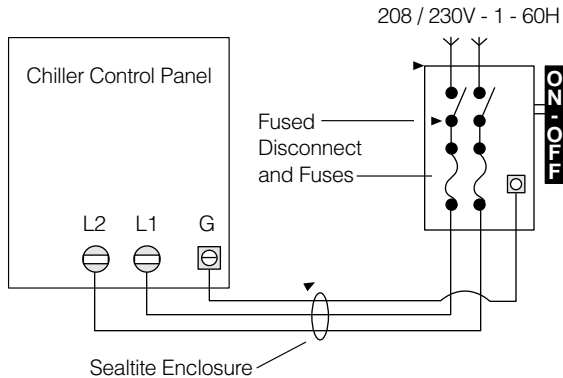 208 / 230V - 1 - 60H
Chiller Control Panel
ON - OFF
Fused
Disconnect
and Fuses
L2 L1 G
Sealtite Enclosure